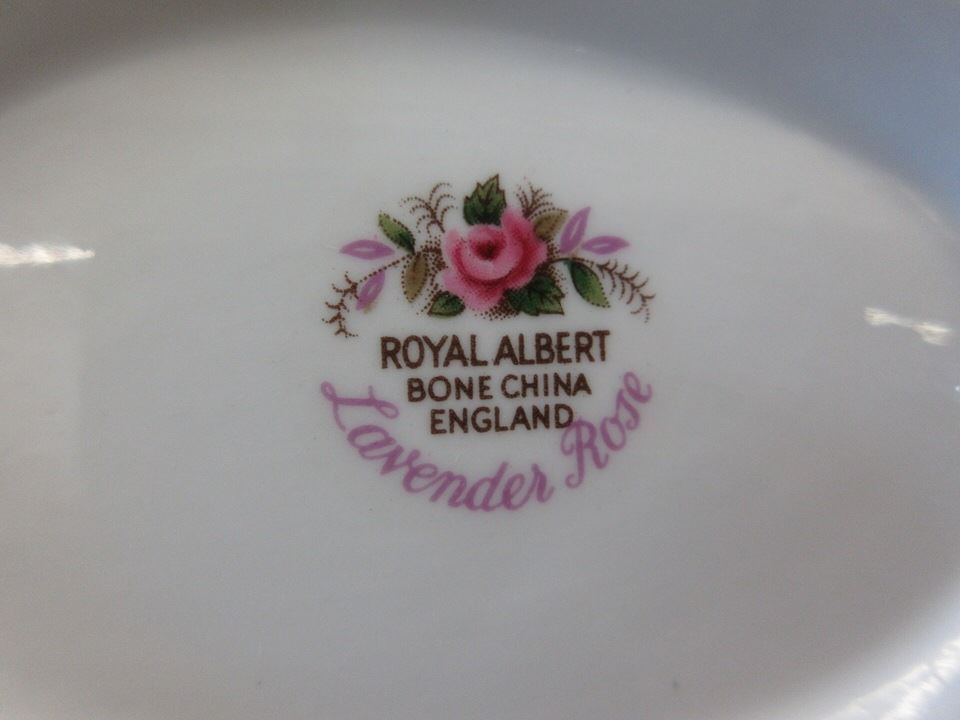 ROYAL ALBERT
BONE CHINA
ENGLAND
Lavender Rose